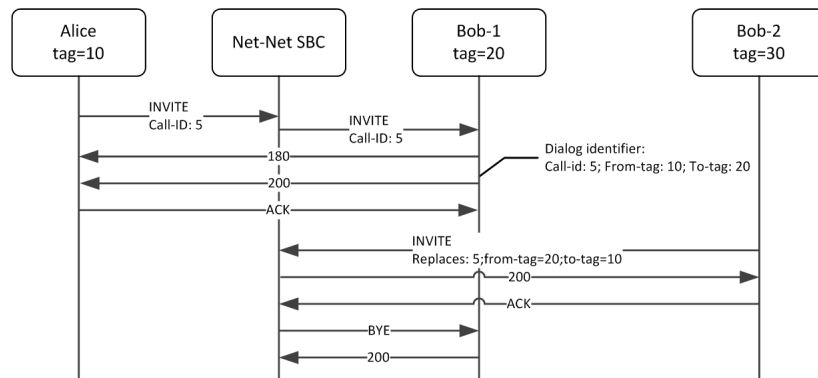 Alice
tag=10
Net-Net SBC
Bob-1
tag=20
Bob-2
tag=30
INVITE
Call-ID: 5
INVITE
Call-ID: 5
180
Dialog identifier:
Call-id: 5; From-tag: 10; To-tag: 20
200
ACK
INVITE
Replaces: 5;from-tag=20;to-tag=10
200
ACK
BYE
200